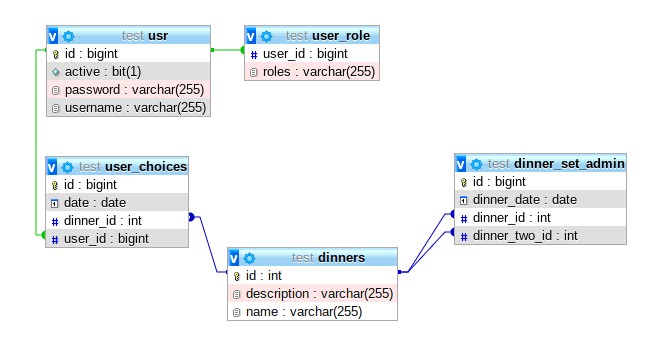 v test usr
id : bigint
active : bit(1)
password : varchar(255)
username : varchar(255)
v test user_role
# user_id : bigint
roles : varchar(255)
v test user_choices
id : bigint
date : date
# dinner_id : int
# user_id : bigint
v test dinner_set_admin
id : bigint
dinner_date : date
# dinner_id : int
# dinner_two_id : int
v test dinners
id : int
description : varchar(255)
name : varchar(255)